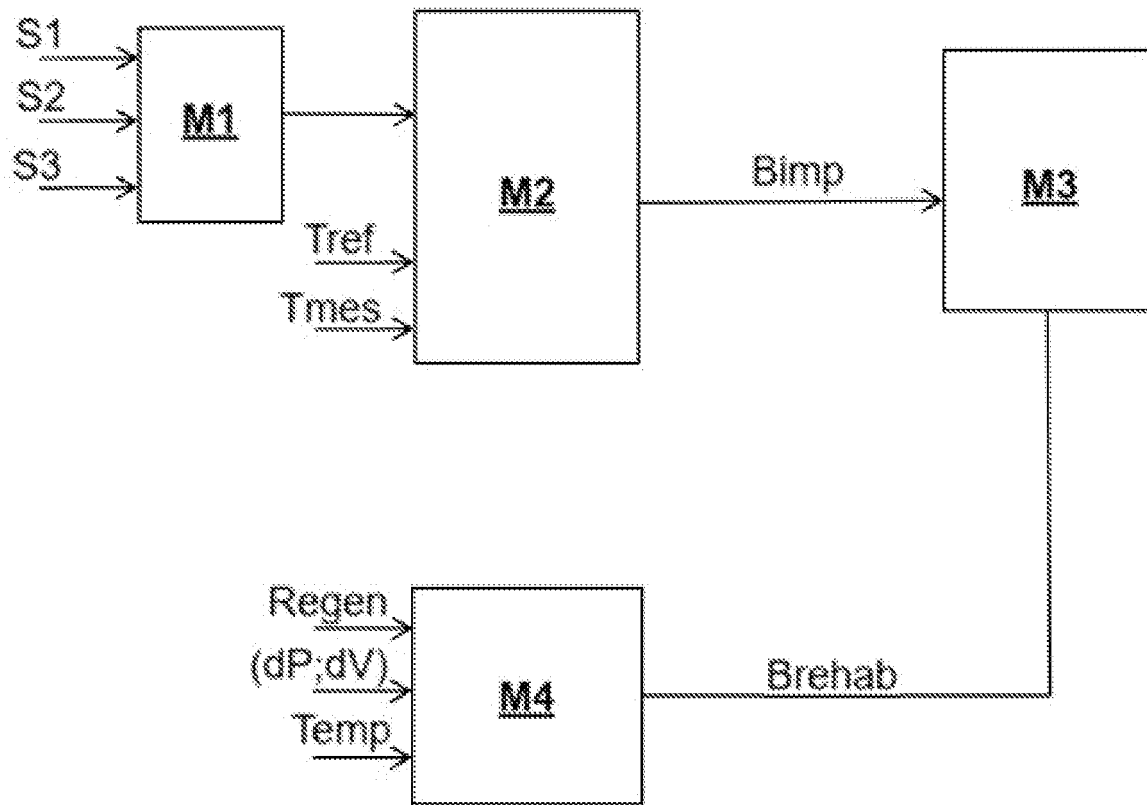 S1
S2
S3
M1
Tref
Tmes
M2
Bimp
M3
Regen
(dP;dV)
Temp
M4
Brehab